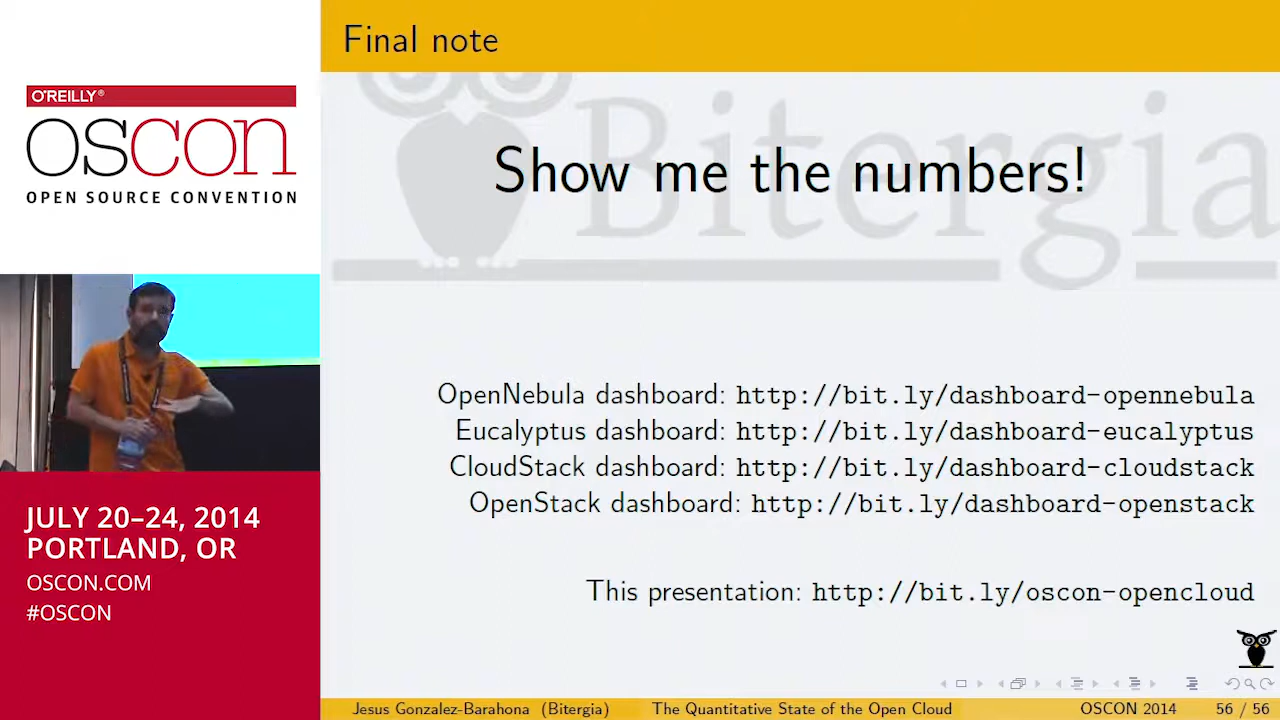 O'REILLY®
OSCON
OPEN SOURCE CONVENTION
JULY 20–24, 2014
PORTLAND, OR
OSCON.COM
#OSCON
Final note
Bitergia
Show me the numbers!
OpenNebula dashboard: http://bit.ly/dashboard-opennebula
Eucalyptus dashboard: http://bit.ly/dashboard-eucalyptus
CloudStack dashboard: http://bit.ly/dashboard-cloudstack
OpenStack dashboard: http://bit.ly/dashboard-openstack
This presentation: http://bit.ly/oscon-opencloud
Jesus Gonzalez-Barahona (Bitergia) The Quantitative State of the Open Cloud OSCON 2014 56 / 56